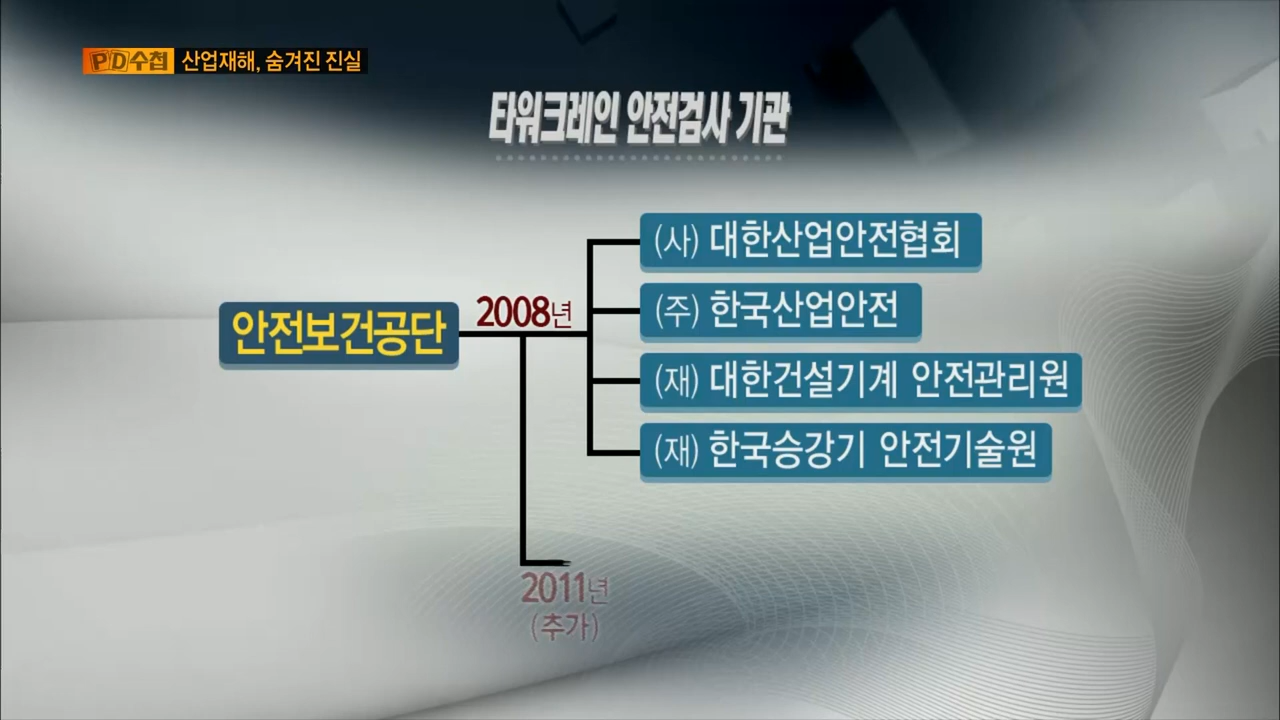 PD수첩 산업재해, 숨겨진 진실
타워크레인 안전검사 기관
안전보건공단
2008년
(사) 대한산업안전협회
(주) 한국산업안전
(재) 대한건설기계 안전관리원
(재) 한국승강기 안전기술원
2011년
(추가)